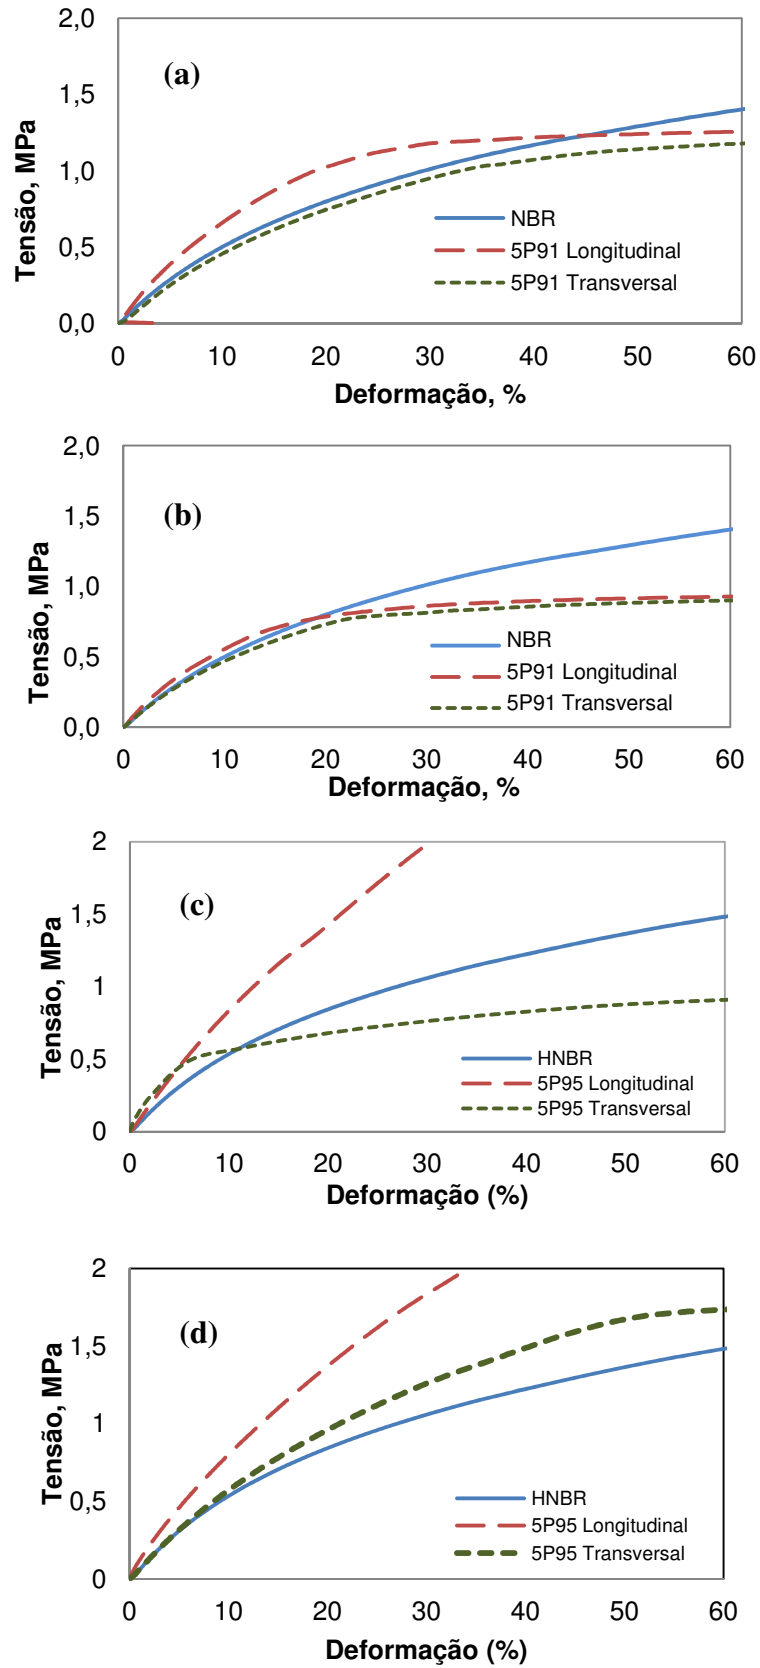 2,0
(a)
1,5
Tensão, MPa
1,0
NBR
0,5
5P91 Longitudinal
5P91 Transversal
0,0
0 10 20 30 40 50 60
Deformação, %
2,0
(b)
1,5
Tensão, MPa
1,0
NBR
0,5
5P91 Longitudinal
5P91 Transversal
0,0
0 10 20 30 40 50 60
Deformação, %
2
(c)
1,5
Tensão, MPa
1
HNBR
0,5
5P95 Longitudinal
5P95 Transversal
0
0 10 20 30 40 50 60
Deformação (%)
2
(d)
1,5
Tensão, MPa
1
HNBR
0,5
5P95 Longitudinal
5P95 Transversal
0
0 10 20 30 40 50 60
Deformação (%)